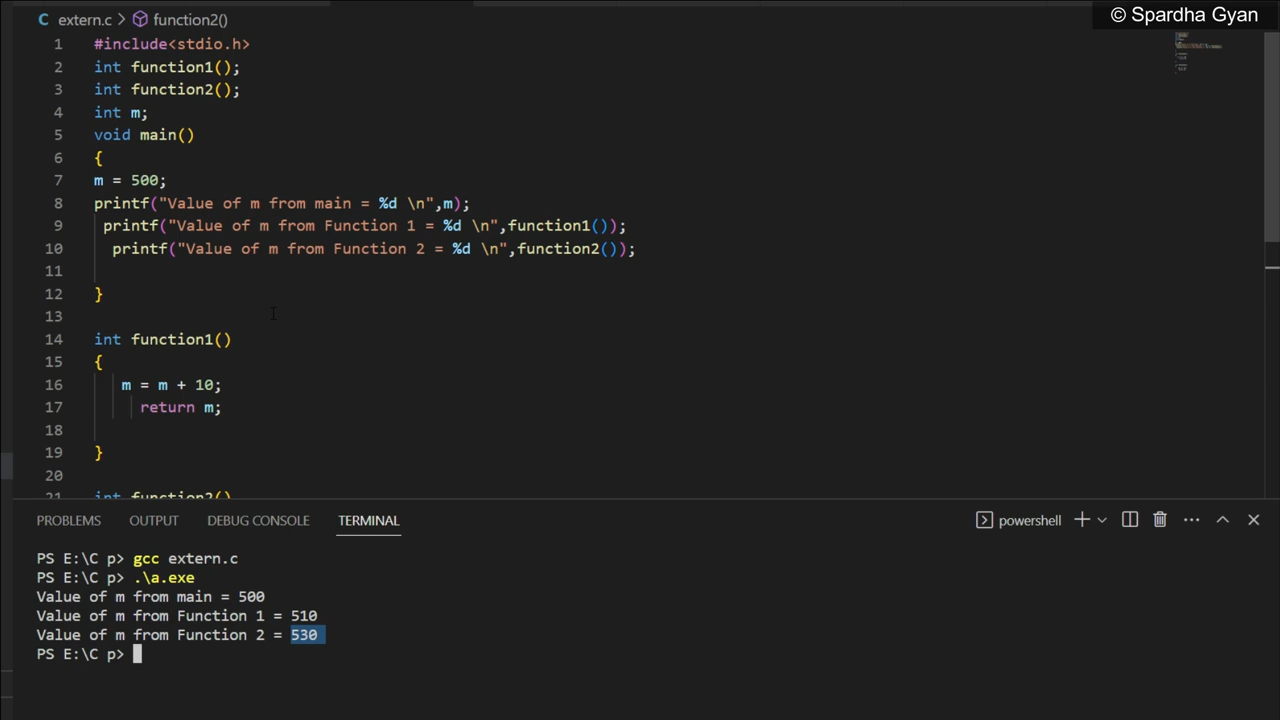 © Spardha Gyan
C extern.c > function2()
1 #include<stdio.h>
2 int function1();
3 int function2();
4 int m;
5 void main()
6 {
7 m = 500;
8 printf("Value of m from main = %d \n",m);
9 printf("Value of m from Function 1 = %d \n",function1());
10 printf("Value of m from Function 2 = %d \n",function2());
11
12 }
13
14 int function1()
15 {
16 m = m + 10;
17 return m;
18
19 }
20
21 int function2()
PROBLEMS OUTPUT DEBUG CONSOLE TERMINAL powershell
PS E:\C p> gcc extern.c
PS E:\C p> .\a.exe
Value of m from main = 500
Value of m from Function 1 = 510
Value of m from Function 2 = 530
PS E:\C p>